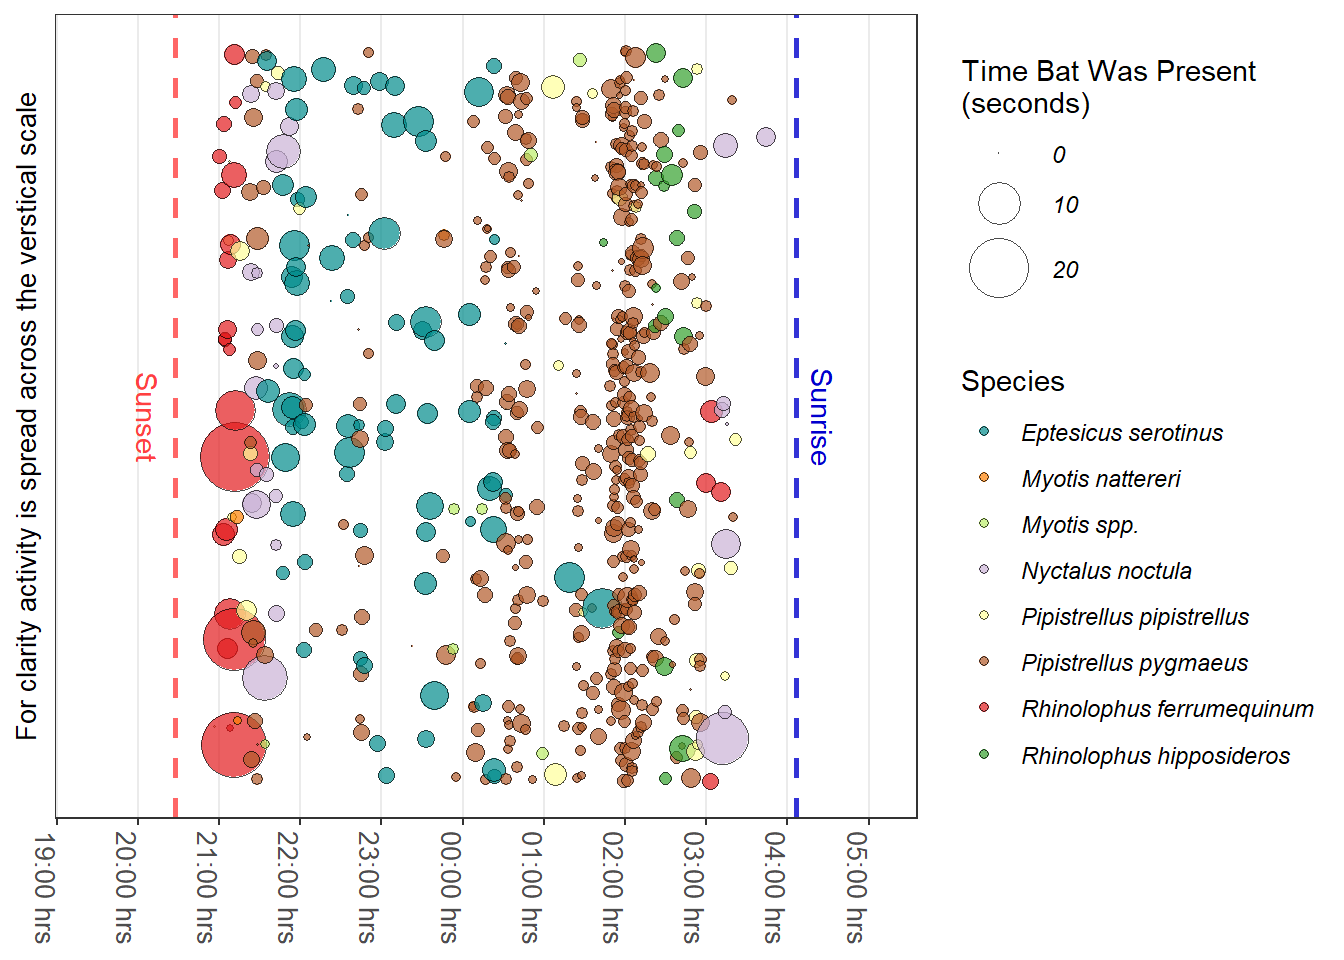 For clarity activity is spread across the verstical scale
Sunset
Sunrise
19:00 hrs
20:00 hrs
21:00 hrs
22:00 hrs
23:00 hrs
00:00 hrs
01:00 hrs
02:00 hrs
03:00 hrs
04:00 hrs
05:00 hrs
Time Bat Was Present
(seconds)
0
10
20
Species
Eptesicus serotinus
Myotis nattereri
Myotis spp.
Nyctalus noctula
Pipistrellus pipistrellus
Pipistrellus pygmaeus
Rhinolophus ferrumequinum
Rhinolophus hipposideros